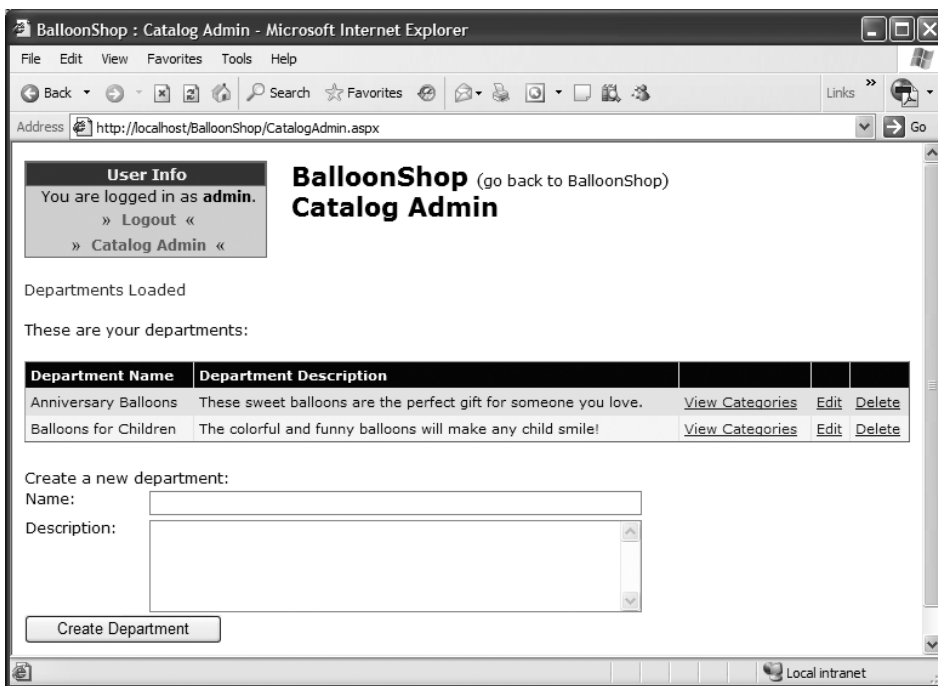 BalloonShop : Catalog Admin - Microsoft Internet Explorer
File Edit View Favorites Tools Help
Back Search Favorites Links »
Address http://localhost/BalloonShop/CatalogAdmin.aspx Go
User Info
You are logged in as admin.
» Logout «
» Catalog Admin «
BalloonShop (go back to BalloonShop)
Catalog Admin
Departments Loaded
These are your departments:
Department Name Department Description
Anniversary Balloons These sweet balloons are the perfect gift for someone you love. View Categories Edit Delete
Balloons for Children The colorful and funny balloons will make any child smile! View Categories Edit Delete
Create a new department:
Name:
Description:
Create Department
Local intranet